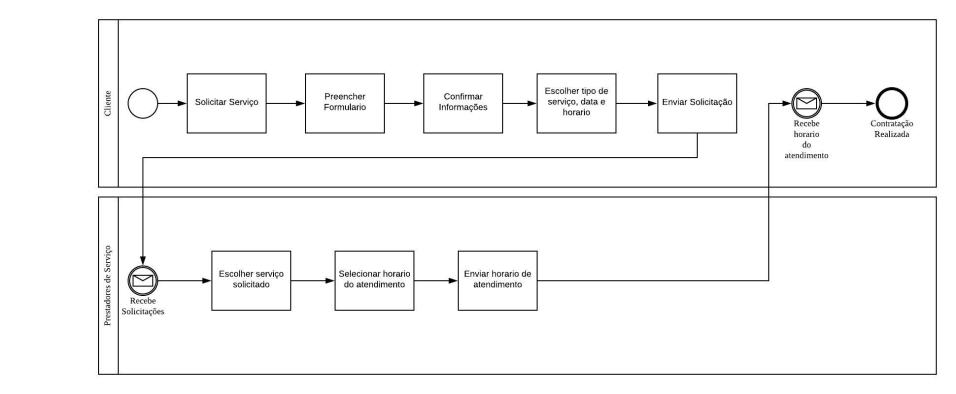 Cliente
Solicitar Serviço
Preencher
Formulario
Confirmar
Informações
Escolher tipo de
serviço, data e
horario
Enviar Solicitação
Recebe
horario
do
atendimento
Contratação
Realizada
Prestadores de Serviço
Recebe
Solicitações
Escolher serviço
solicitado
Selecionar horario
do atendimento
Enviar horario de
atendimento